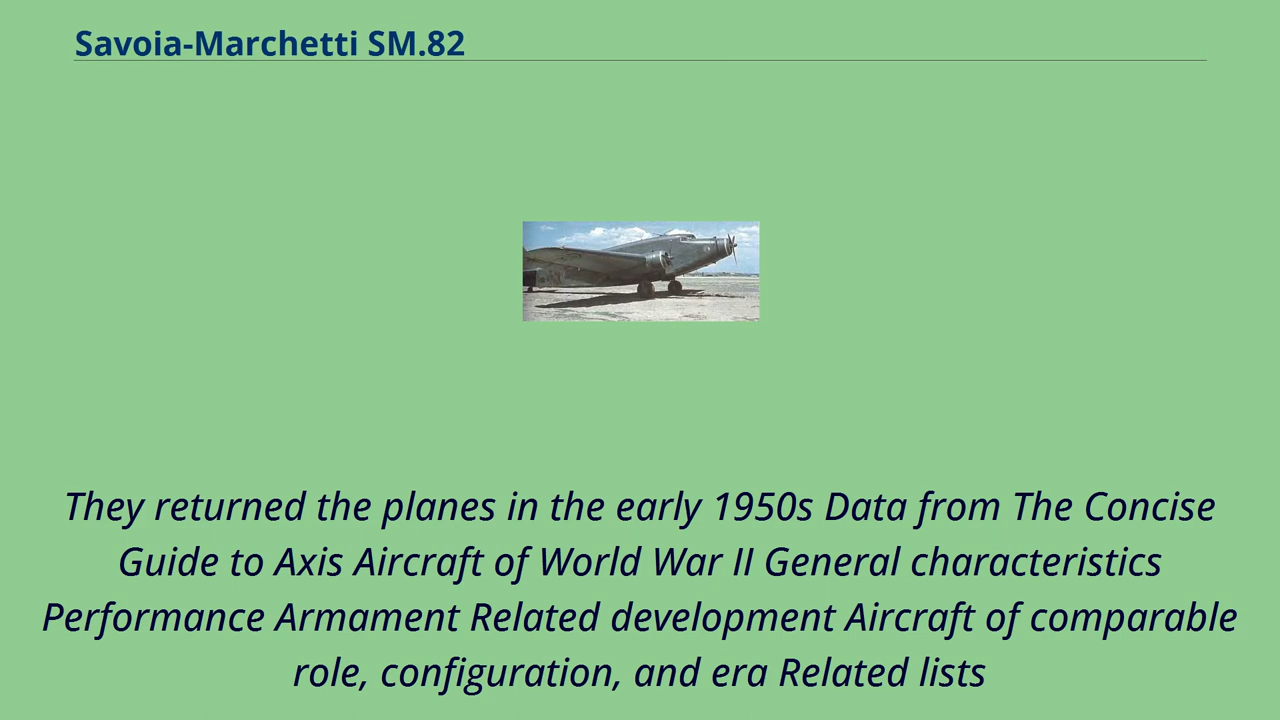 Savoia-Marchetti SM.82
They returned the planes in the early 1950s Data from The Concise
Guide to Axis Aircraft of World War II General characteristics
Performance Armament Related development Aircraft of comparable
role, configuration, and era Related lists